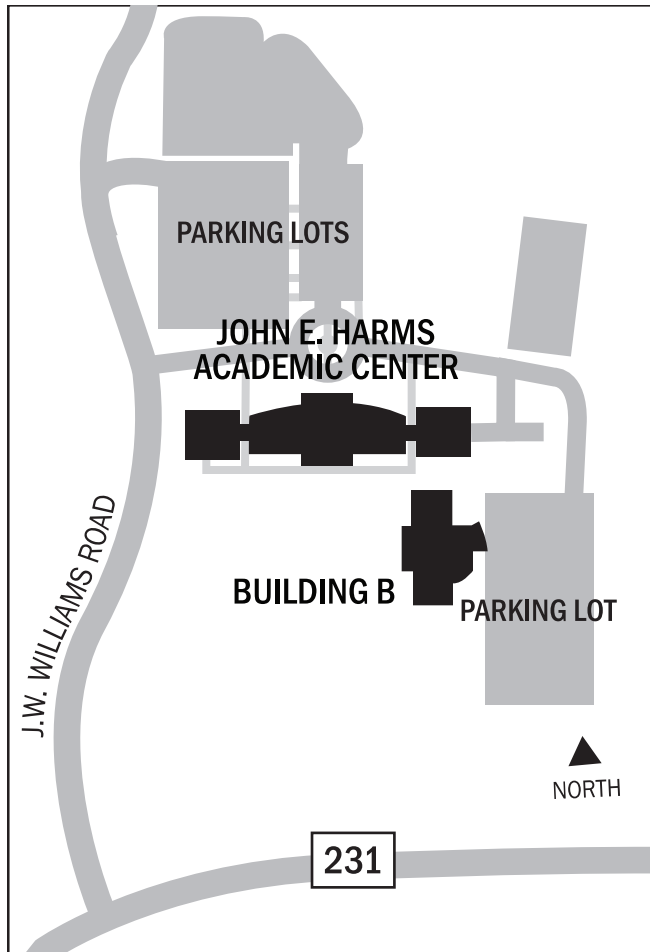 PARKING LOTS
JOHN E. HARMS
ACADEMIC CENTER
J.W. WILLIAMS ROAD
BUILDING B
PARKING LOT
NORTH
231